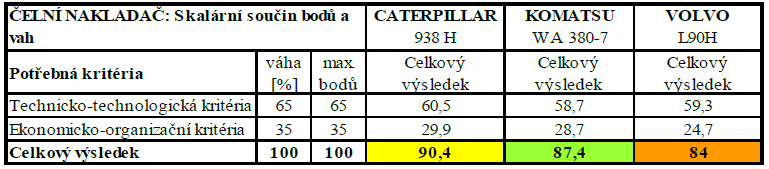 ČELNÍ NAKLADAČ: Skalární součin bodů a vah CATERPILLAR 938 H KOMATSU WA 380-7 VOLVO L90H
Potřebná kritéria váha [%] max. bodů Celkový výsledek Celkový výsledek Celkový výsledek
Technicko-technologická kritéria 65 65 60,5 58,7 59,3
Ekonomicko-organizační kritéria 35 35 29,9 28,7 24,7
Celkový výsledek 100 100 90,4 87,4 84